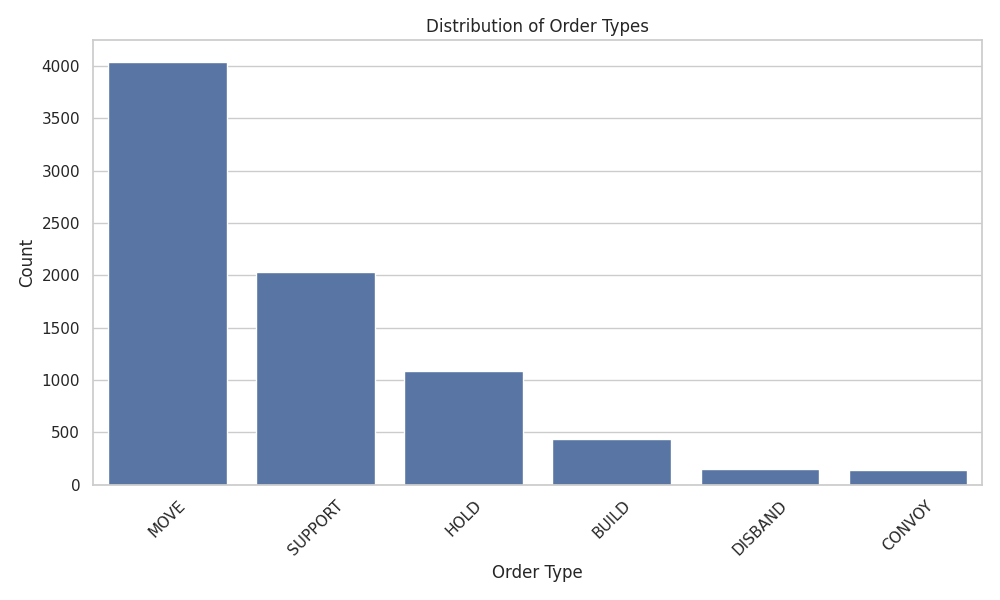 Distribution of Order Types
Count
4000
3500
3000
2500
2000
1500
1000
500
0
MOVE
SUPPORT
HOLD
BUILD
DISBAND
CONVOY
Order Type